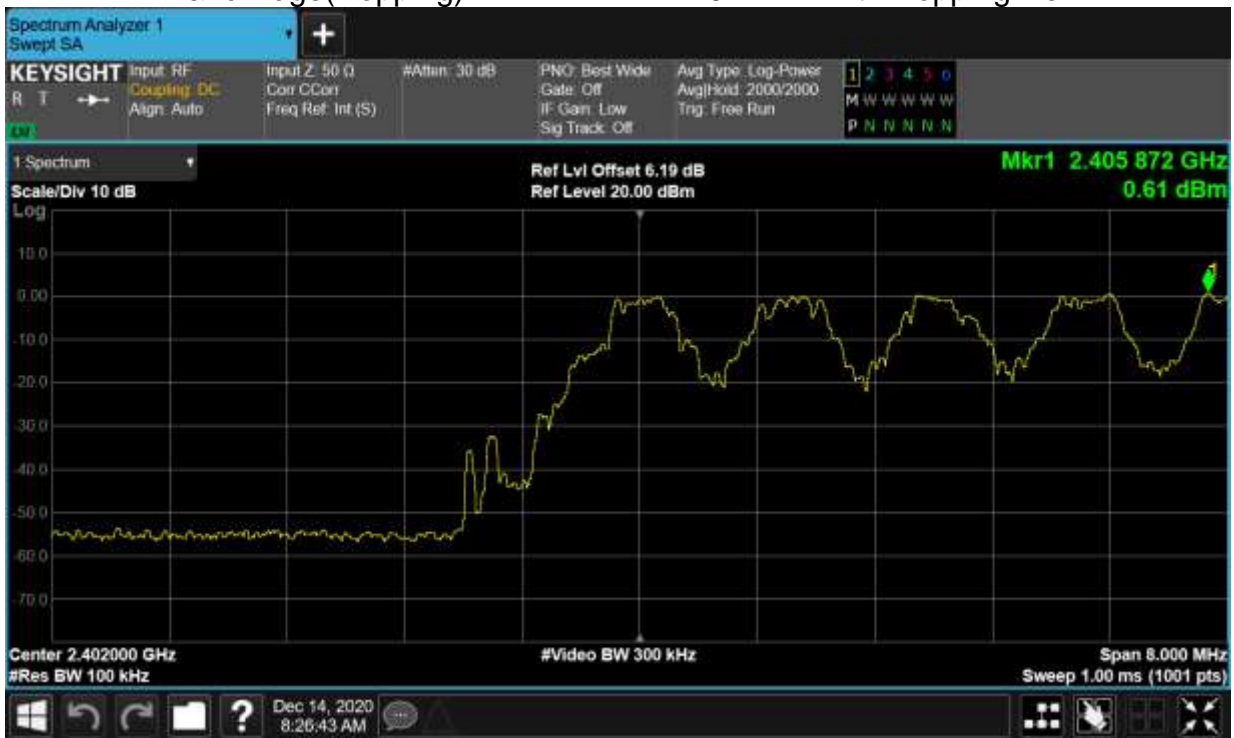 Spectrum Analyzer 1
Swept SA
+
KEYSIGHT Input: RF Input Z: 50 Ω #Atten: 30 dB PNO: Best Wide Avg Type: Log-Power 1 2 3 4 5 6
R T Coupling: DC Corr CCorr Gate: Off Avg|Hold: 2000/2000 M W W W W W
Align: Auto Freq Ref: Int (S) IF Gain: Low Trig: Free Run
Sig Track: Off P N N N N N
1 Spectrum Ref Lvl Offset 6.19 dB Mkr1 2.405 872 GHz
Scale/Div 10 dB Ref Level 20.00 dBm 0.61 dBm
Log
10.0
0.00
-10.0
-20.0
-30.0
-40.0
-50.0
-60.0
-70.0
1
Center 2.402000 GHz #Video BW 300 kHz Span 8.000 MHz
#Res BW 100 kHz Sweep 1.00 ms (1001 pts)
? Dec 14, 2020
8:26:43 AM